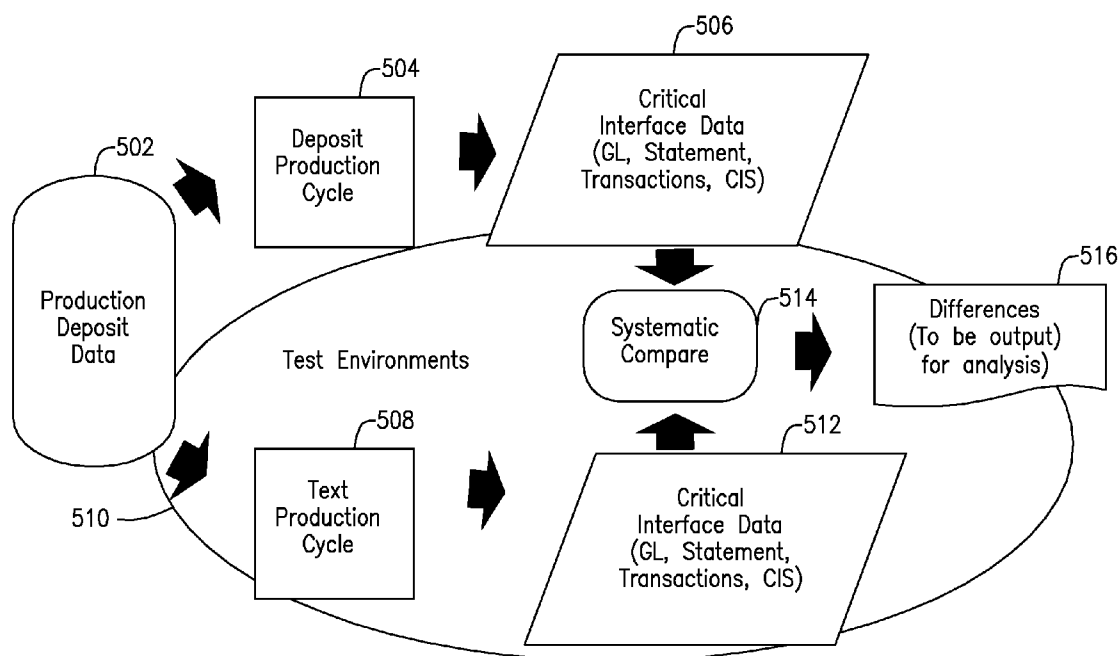 502
Production
Deposit
Data
504
Deposit
Production
Cycle
506
Critical
Interface Data
(GL, Statement,
Transactions, CIS)
Test Environments
510
508
Text
Production
Cycle
512
Critical
Interface Data
(GL, Statement,
Transactions, CIS)
514
Systematic
Compare
516
Differences
(To be output)
for analysis)